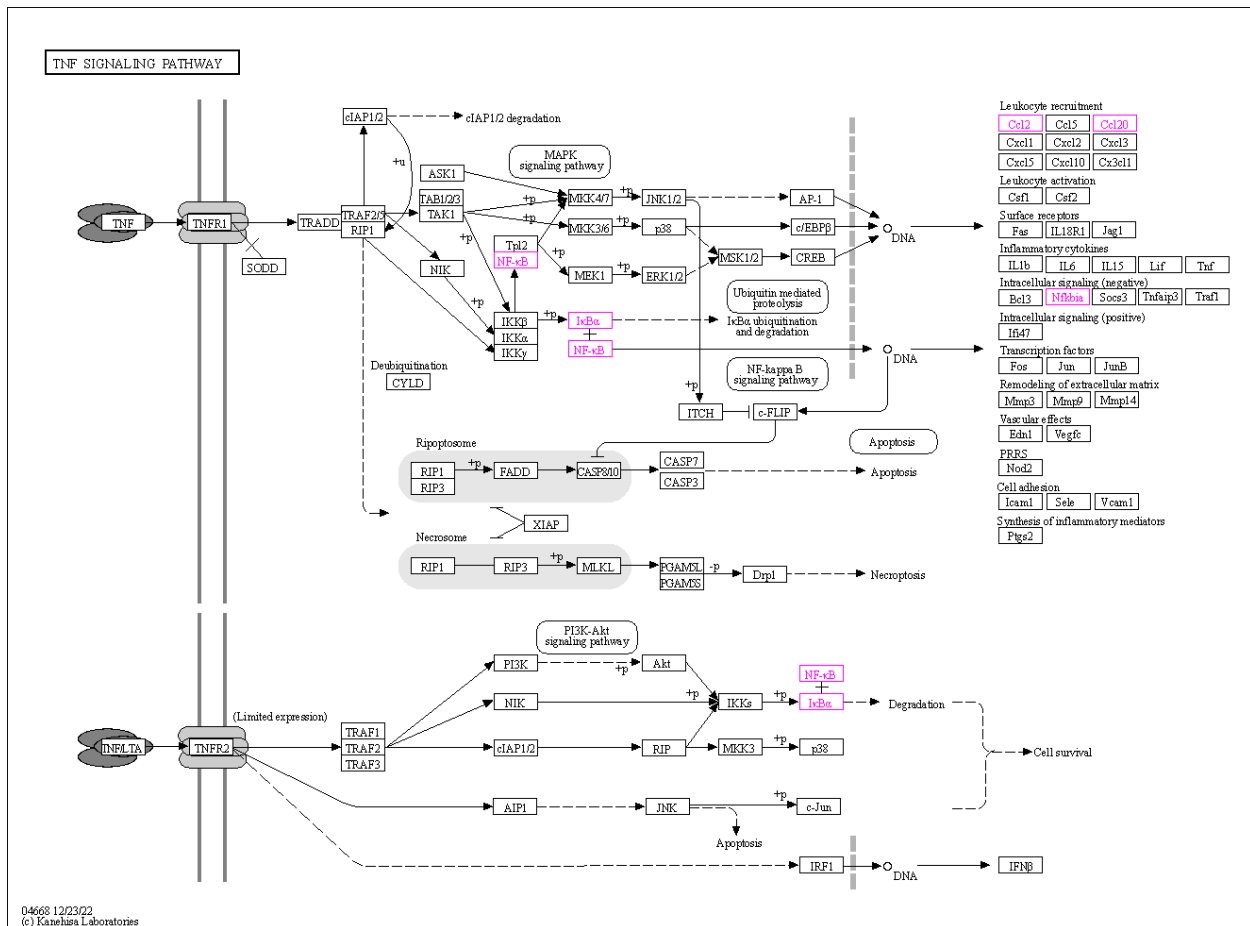 TNF SIGNALING PATHWAY
cIAP1/2
cIAP1/2 degradation
+u
MAPK
signaling pathway
ASK1
TAB1/2/3
TAK1
+p
+p
+p
MKK4/7
+p
JNK1/2
AP-1
TNF
TNFR1
SODD
TRADD
TRAF2/5
RIP1
MKK3/6
+p
p38
c/EBPβ
DNA
Tpl2
NF-κB
+p
MEK1
+p
ERK1/2
MSK1/2
CREB
NIK
+p
Ubiquitin mediated
proteolysis
IKKβ
IKKα
IKKγ
+p
IκBα
NF-κB
IκBα ubiquitination
and degradation
DNA
Deubiquitination
CYLD
NF-kappa B
signaling pathway
+p
ITCH
c-FLIP
Apoptosis
Ripoptosome
RIP1
RIP3
+p
FADD
CASP8/10
CASP7
CASP3
Apoptosis
XIAP
Necrosome
RIP1
RIP3
+p
MLKL
PGAM5L
PGAM5S
-p
Drp1
Necroptosis
Leukocyte recruitment
Ccl2 Ccl5 Ccl20
Cxcl1 Cxcl2 Cxcl3
Cxcl5 Cxcl10 Cx3cl1
Leukocyte activation
Csf1 Csf2
Surface receptors
Fas IL18R1 Jag1
Inflammatory cytokines
IL1b IL6 IL15 Lif Tnf
Intracellular signaling (negative)
Bcl3 Nfkbia Socs3 Tnfaip3 Traf1
Intracellular signaling (positive)
Ifi47
Transcription factors
Fos Jun JunB
Remodeling of extracellular matrix
Mmp3 Mmp9 Mmp14
Vascular effects
Edn1 Vegfc
PRRS
Nod2
Cell adhesion
Icam1 Sele Vcam1
Synthesis of inflammatory mediators
Ptgs2
PI3K-Akt
signaling pathway
PI3K
+p
Akt
NIK
+p
IKKs
+p
NF-κB
IκBα
Degradation
(Limited expression)
TNF/LTA
TNFR2
TRAF1
TRAF2
TRAF3
cIAP1/2
RIP
MKK3
+p
p38
Cell survival
AIP1
JNK
+p
c-Jun
Apoptosis
IRF1
DNA
IFNβ
04668 12/23/22
(c) Kanehisa Laboratories